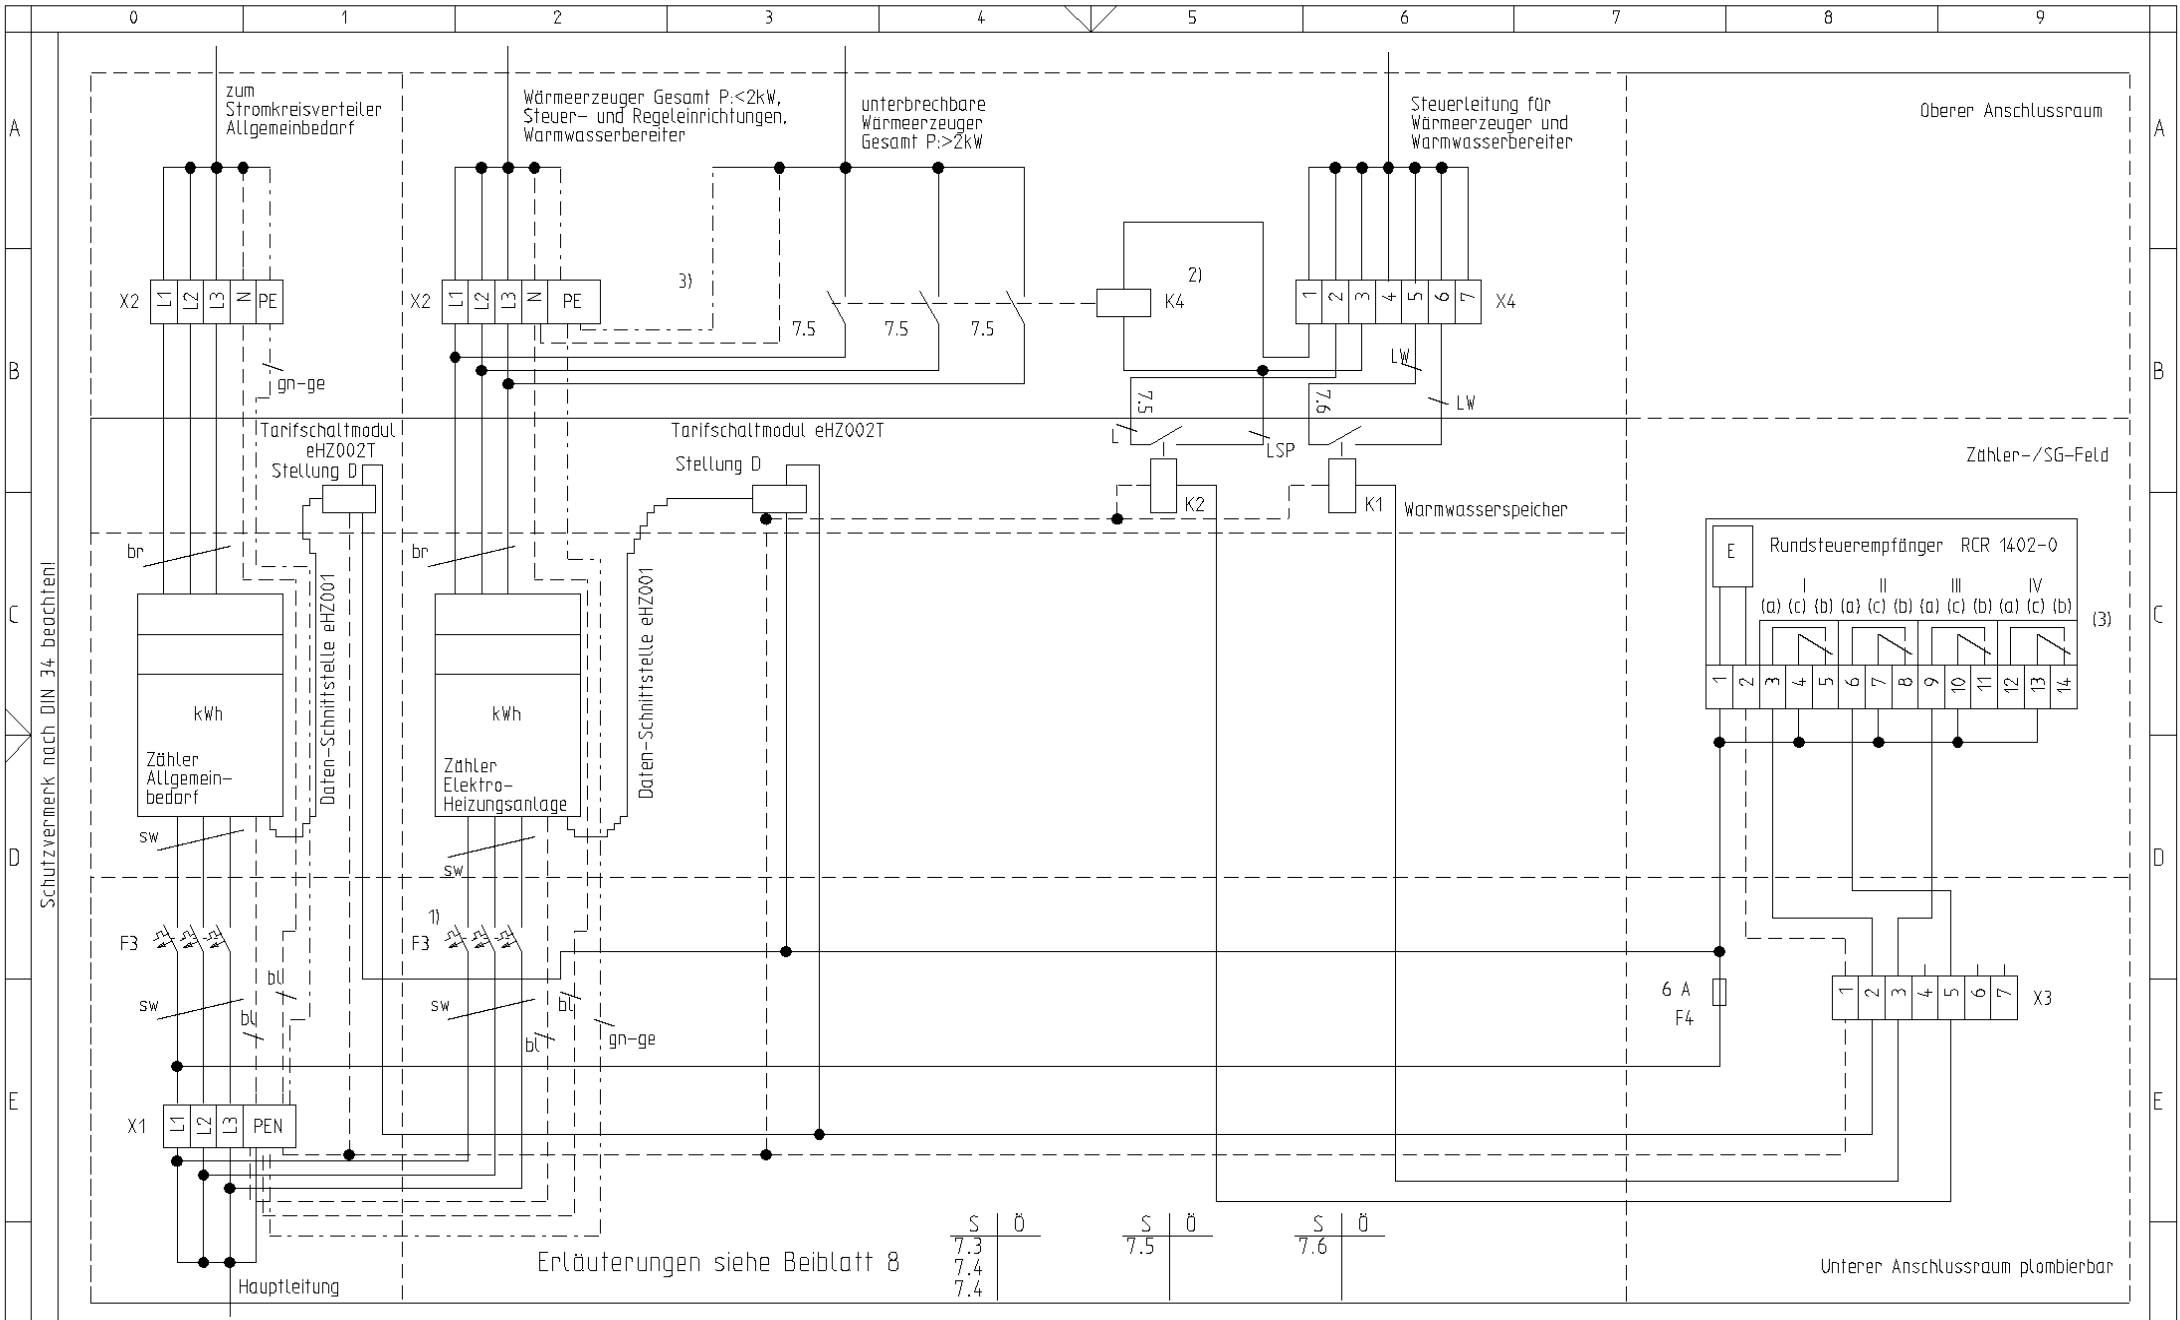 0 1 2 3 4 5 6 7 8 9
A A
B B
C C
D D
E E
Schutzvermerk nach DIN 34 beachten!
zum
Stromkreisverteiler
Allgemeinbedarf
Wärmeerzeuger Gesamt P:<2kW,
Steuer- und Regeleinrichtungen,
Warmwasserbereiter
unterbrechbare
Wärmeerzeuger
Gesamt P:>2kW
Steuerleitung für
Wärmeerzeuger und
Warmwasserbereiter
Oberer Anschlussraum
X2 L1 L2 L3 N PE
X2 L1 L2 L3 N PE
3)
7.5 7.5 7.5
K4
2)
1 2 3 4 5 6 7 X4
gn-ge
LW
LW
7.5
7.6
L
LSP
Tarifschaltmodul
eHZ002T
Stellung D
Tarifschaltmodul eHZ002T
Stellung D
K2
K1
Warmwasserspeicher
Zähler-/SG-Feld
br
br
Daten-Schnittstelle eHZ001
Daten-Schnittstelle eHZ001
E
Rundsteuerempfänger RCR 1402-0
I II III IV
(a) (c) (b) (a) (c) (b) (a) (c) (b) (a) (c) (b)
(3)
1 2 3 4 5 6 7 8 9 10 11 12 13 14
kWh
Zähler
Allgemein-
bedarf
kWh
Zähler
Elektro-
Heizungsanlage
sw
sw
F3
1)
F3
bl
sw
bl
sw
bl
bl
gn-ge
6 A
F4
1 2 3 4 5 6 7 X3
X1 L1 L2 L3 PEN
Hauptleitung
Erläuterungen siehe Beiblatt 8
S Ö
7.3
7.4
7.4
S Ö
7.5
S Ö
7.6
Unterer Anschlussraum plombierbar